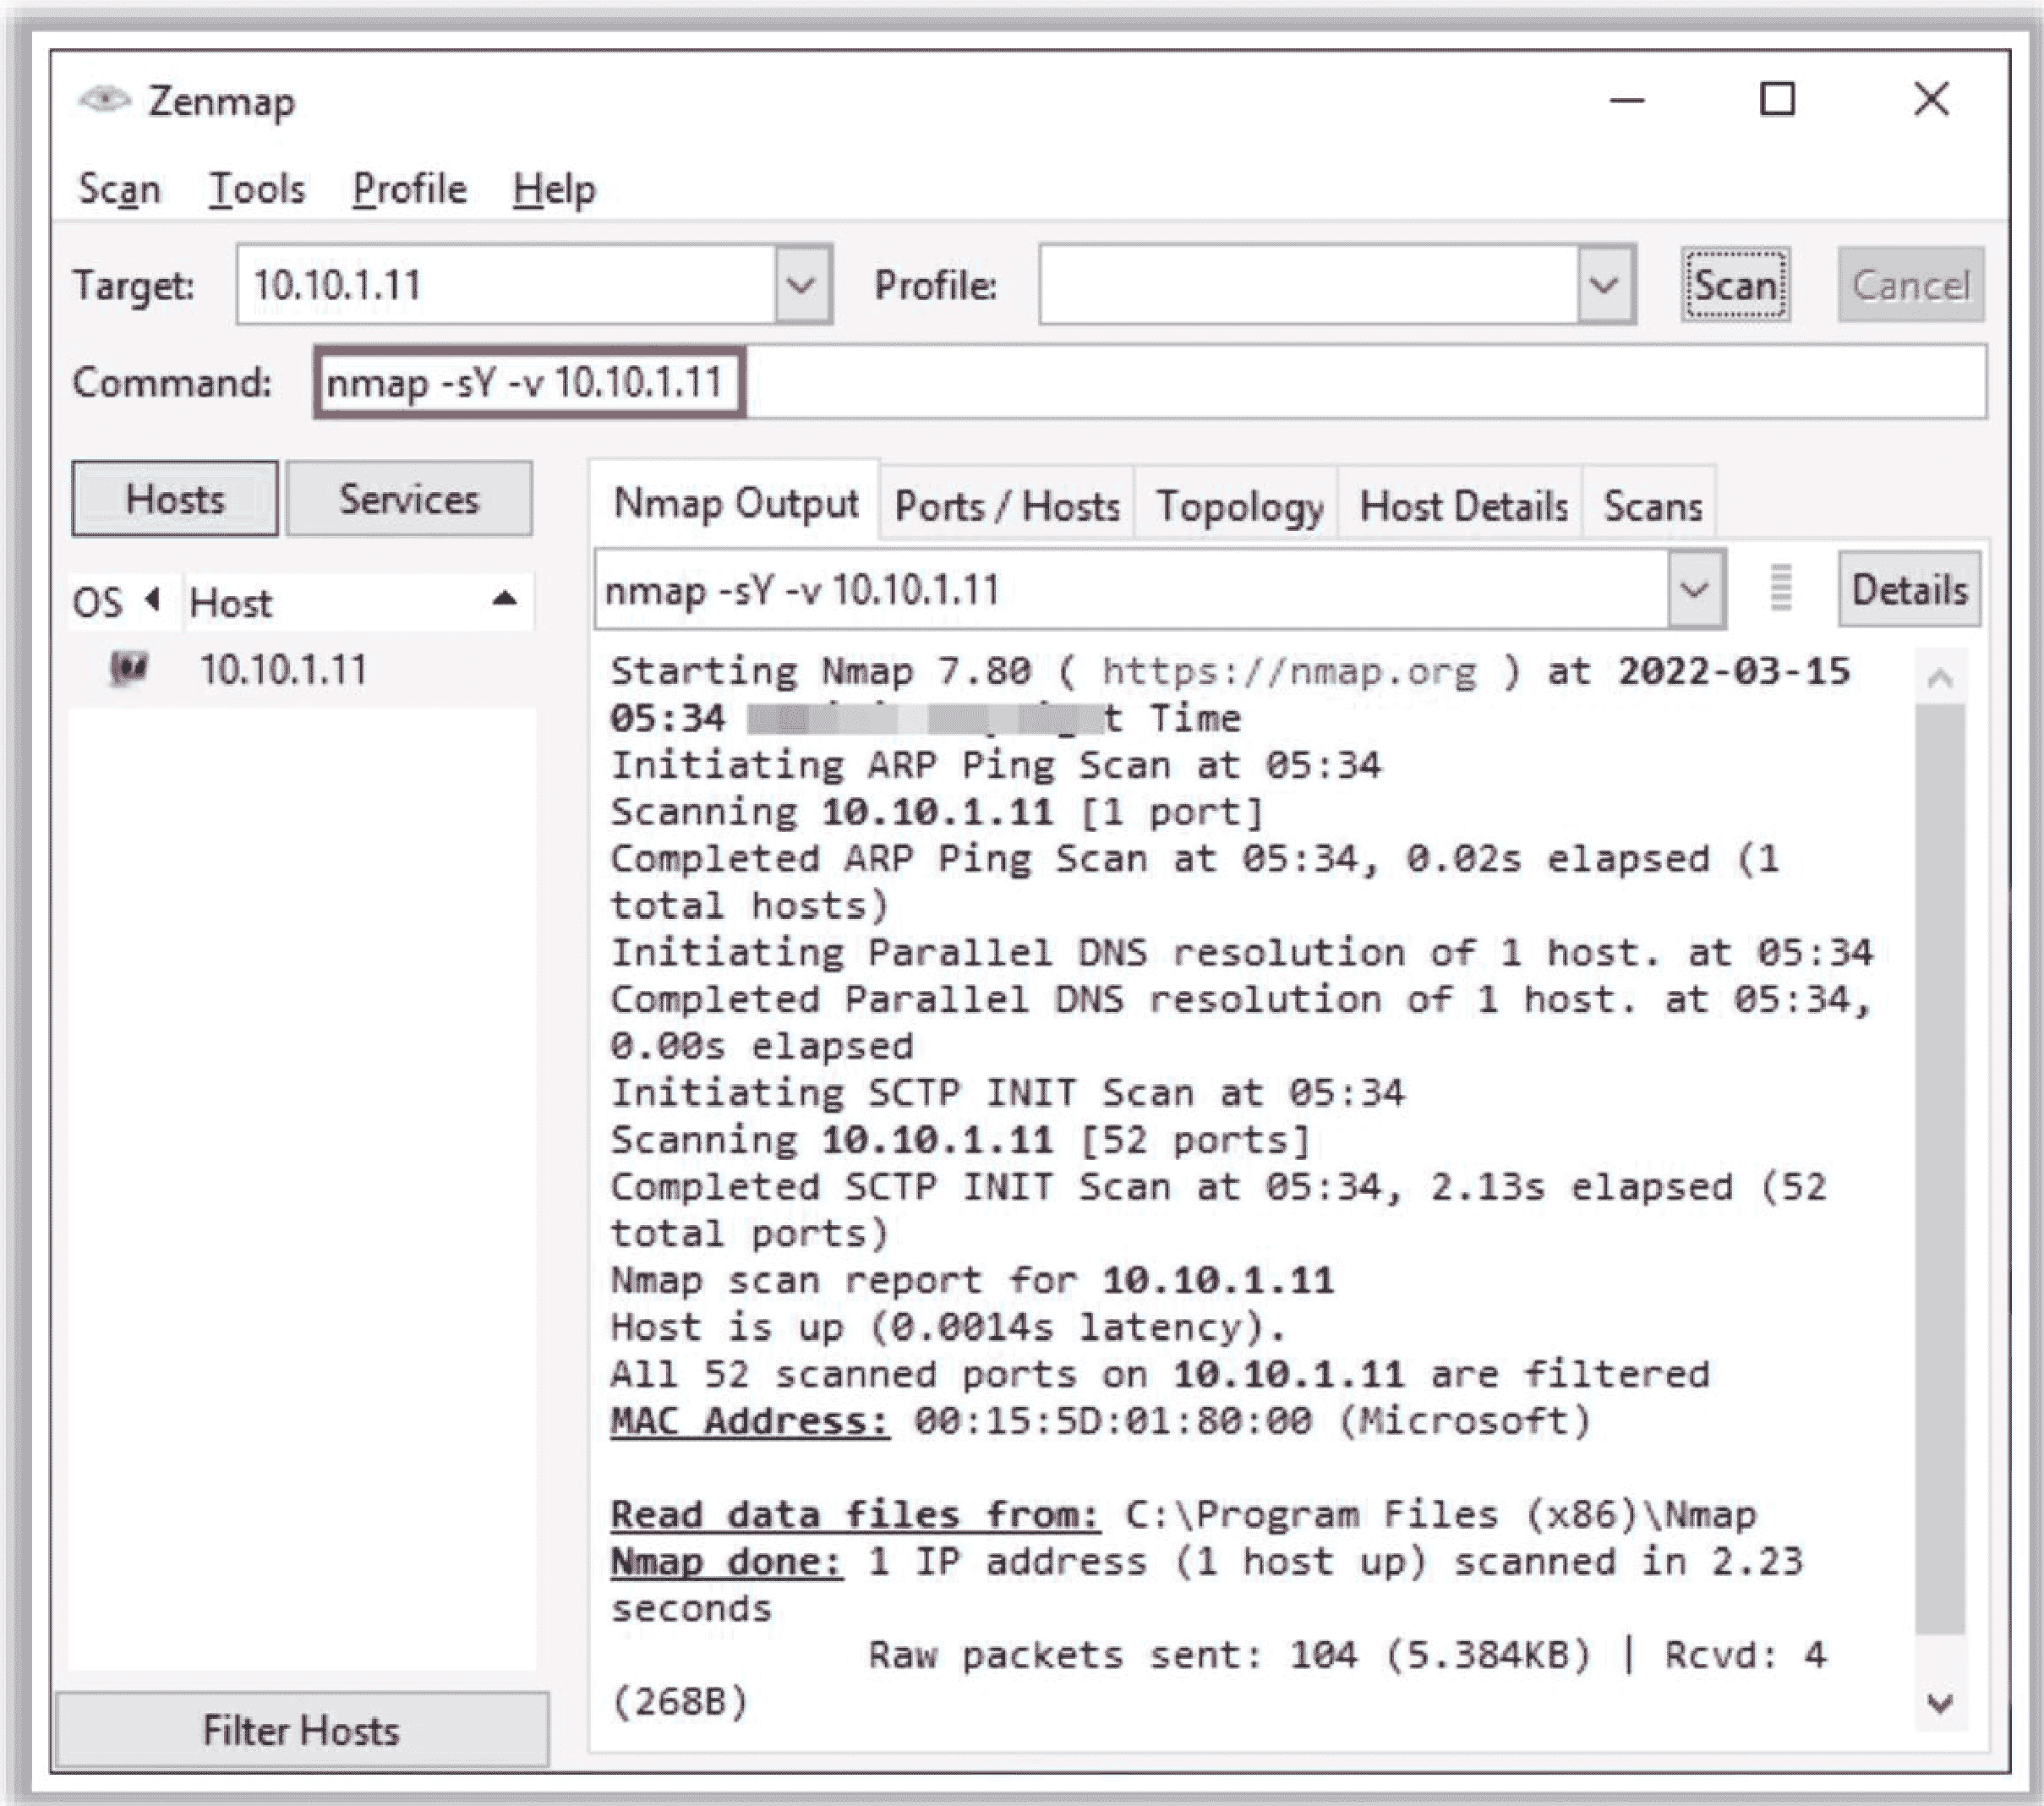 Zenmap
Scan Tools Profile Help
Target: 10.10.1.11 Profile: Scan Cancel
Command: nmap -sY -v 10.10.1.11
Hosts Services
Nmap Output Ports / Hosts Topology Host Details Scans
OS Host
10.10.1.11
nmap -sY -v 10.10.1.11 Details
Starting Nmap 7.80 ( https://nmap.org ) at 2022-03-15
05:34 t Time
Initiating ARP Ping Scan at 05:34
Scanning 10.10.1.11 [1 port]
Completed ARP Ping Scan at 05:34, 0.02s elapsed (1
total hosts)
Initiating Parallel DNS resolution of 1 host. at 05:34
Completed Parallel DNS resolution of 1 host. at 05:34,
0.00s elapsed
Initiating SCTP INIT Scan at 05:34
Scanning 10.10.1.11 [52 ports]
Completed SCTP INIT Scan at 05:34, 2.13s elapsed (52
total ports)
Nmap scan report for 10.10.1.11
Host is up (0.0014s latency).
All 52 scanned ports on 10.10.1.11 are filtered
MAC Address: 00:15:5D:01:80:00 (Microsoft)
Read data files from: C:\Program Files (x86)\Nmap
Nmap done: 1 IP address (1 host up) scanned in 2.23
seconds
Raw packets sent: 104 (5.384KB) | Rcvd: 4
(268B)
Filter Hosts